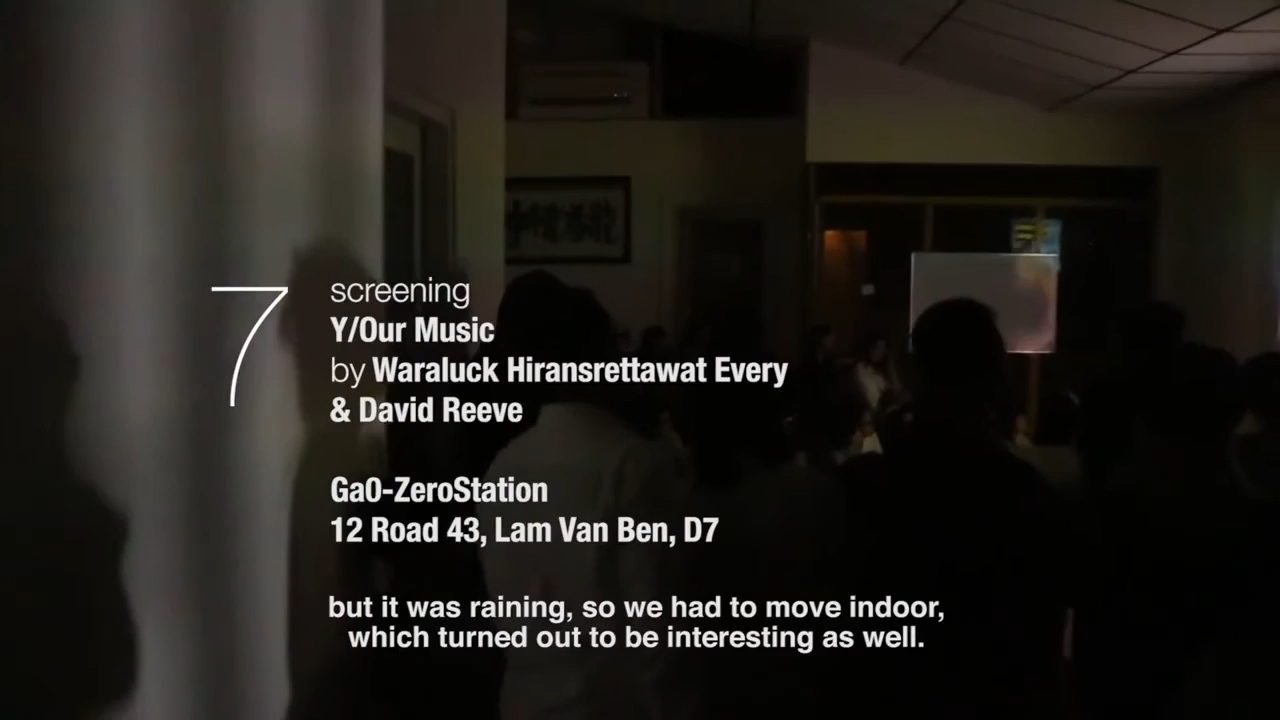 7
screening
Y/Our Music
by Waraluck Hiransrettawat Every
& David Reeve
Ga0-ZeroStation
12 Road 43, Lam Van Ben, D7
but it was raining, so we had to move indoor,
which turned out to be interesting as well.